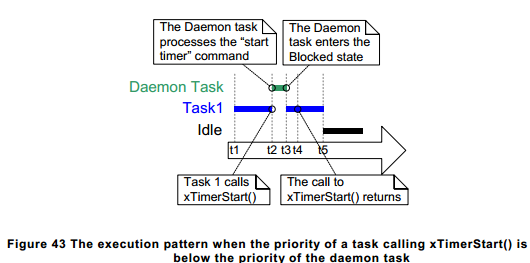 The Daemon task
processes the “start
timer” command
The Daemon
task enters the
Blocked state
Daemon Task
Task1
Idle
t1 t2 t3 t4 t5
Task 1 calls
xTimerStart()
The call to
xTimerStart() returns
Figure 43 The execution pattern when the priority of a task calling xTimerStart() is
below the priority of the daemon task